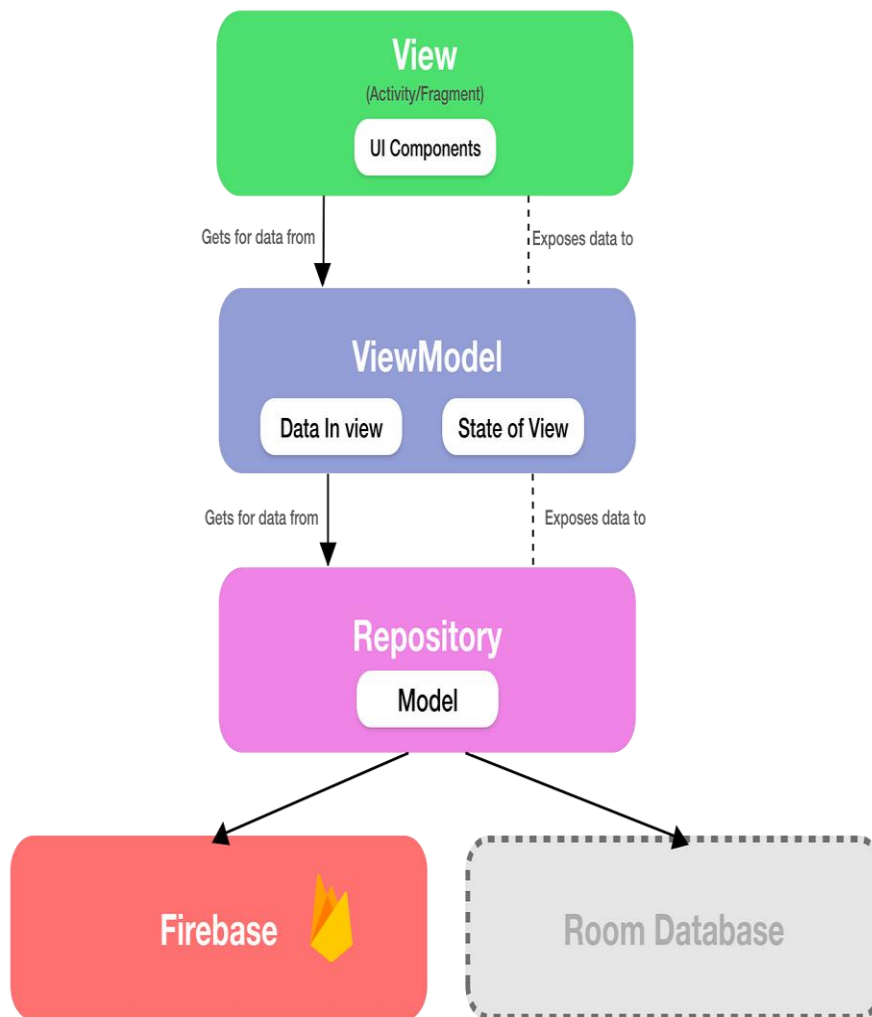 View
(Activity/Fragment)
UI Components
Gets for data from
Exposes data to
ViewModel
Data In view
State of View
Gets for data from
Exposes data to
Repository
Model
Firebase
Room Database